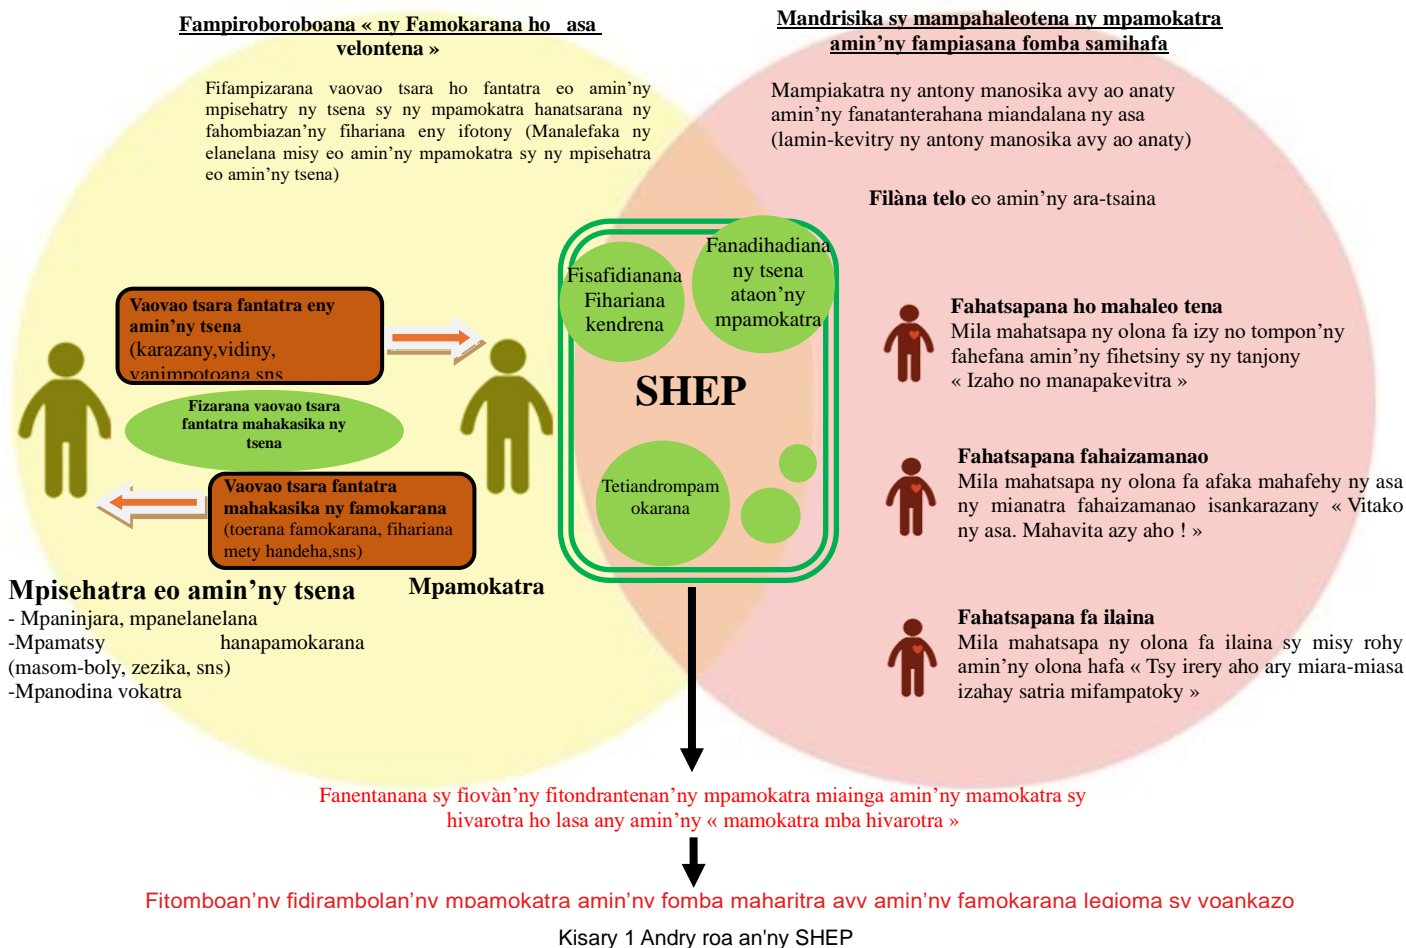 Fampiroboroboana « ny Famokarana ho asa
velontena »
Fifampizarana vaovao tsara ho fantatra eo amin'ny
mpisehatry ny tsena sy ny mpamokatra hanatsarana ny
fahombiazan'ny fihariana eny ifotony (Manalefaka ny
elanelana misy eo amin'ny mpamokatra sy ny mpisehatra
eo amin'ny tsena)
Vaovao tsara fantatra eny
amin'ny tsena
(karazany,vidiny,
vanimpotoana sns
Fizarana vaovao tsara
fantatra mahakasika ny
tsena
Vaovao tsara fantatra
mahakasika ny famokarana
(toerana famokarana, fihariana
mety handeha,sns)
Mpisehatra eo amin'ny tsena
- Mpaninjara, mpanelanelana
-Mpamatsy hanapamokarana
(masom-boly, zezika, sns)
-Mpanodina vokatra
Mpamokatra
Fisafidianana
Fihariana
kendrena
Fanadihadiana
ny tsena
ataon'ny
mpamokatra
SHEP
Tetiandrompam
okarana
Mandrisika sy mampahaleotena ny mpamokatra
amin'ny fampiasana fomba samihafa
Mampiakatra ny antony manosika avy ao anaty
amin'ny fanatanterahana miandalana ny asa
(lamin-kevitry ny antony manosika avy ao anaty)
Filàna telo eo amin'ny ara-tsaina
Fahatsapana ho mahaleo tena
Mila mahatsapa ny olona fa izy no tompon'ny
fahefana amin'ny fihetsiny sy ny tanjony
« Izaho no manapakevitra »
Fahatsapana fahaizamanao
Mila mahatsapa ny olona fa afaka mahafehy ny asa
ny mianatra fahaizamanao isankarazany « Vitako
ny asa. Mahavita azy aho ! »
Fahatsapana fa ilaina
Mila mahatsapa ny olona fa ilaina sy misy rohy
amin'ny olona hafa « Tsy irery aho ary miara-miasa
izahay satria mifampatoky »
Fanentanana sy fiovàn'ny fitondrantenan'ny mpamokatra miainga amin'ny mamokatra sy
hivarotra ho lasa any amin'ny « mamokatra mba hivarotra »
Fitomboan'ny fidirambolan'ny mpamokatra amin'ny fomba maharitra avy amin'ny famokarana legioma sy voankazo
Kisary 1 Andry roa an'ny SHEP